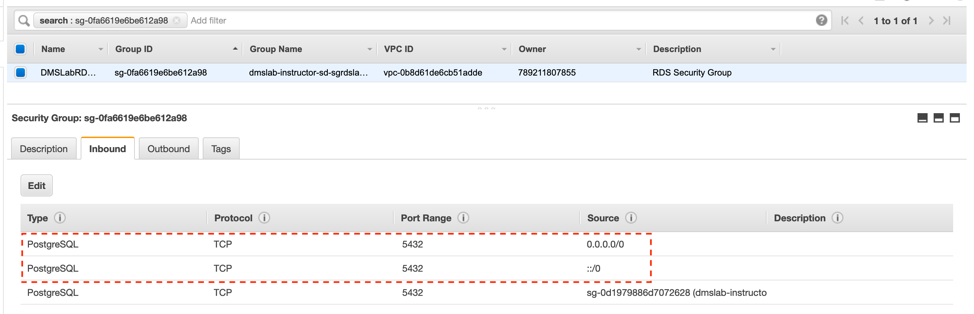 search : sg-0fa6619e6be612a98 Add filter 1 to 1 of 1
Name Group ID Group Name VPC ID Owner Description
DMSLabRD... sg-0fa6619e6be612a98 dmslab-instructor-sd-sgrdsla... vpc-0b8d61de6cb51adde 789211807855 RDS Security Group
Security Group: sg-0fa6619e6be612a98
Description Inbound Outbound Tags
Edit
Type Protocol Port Range Source Description
PostgreSQL TCP 5432 0.0.0.0/0
PostgreSQL TCP 5432 ::/0
PostgreSQL TCP 5432 sg-0d1979886d7072628 (dmslab-instructo